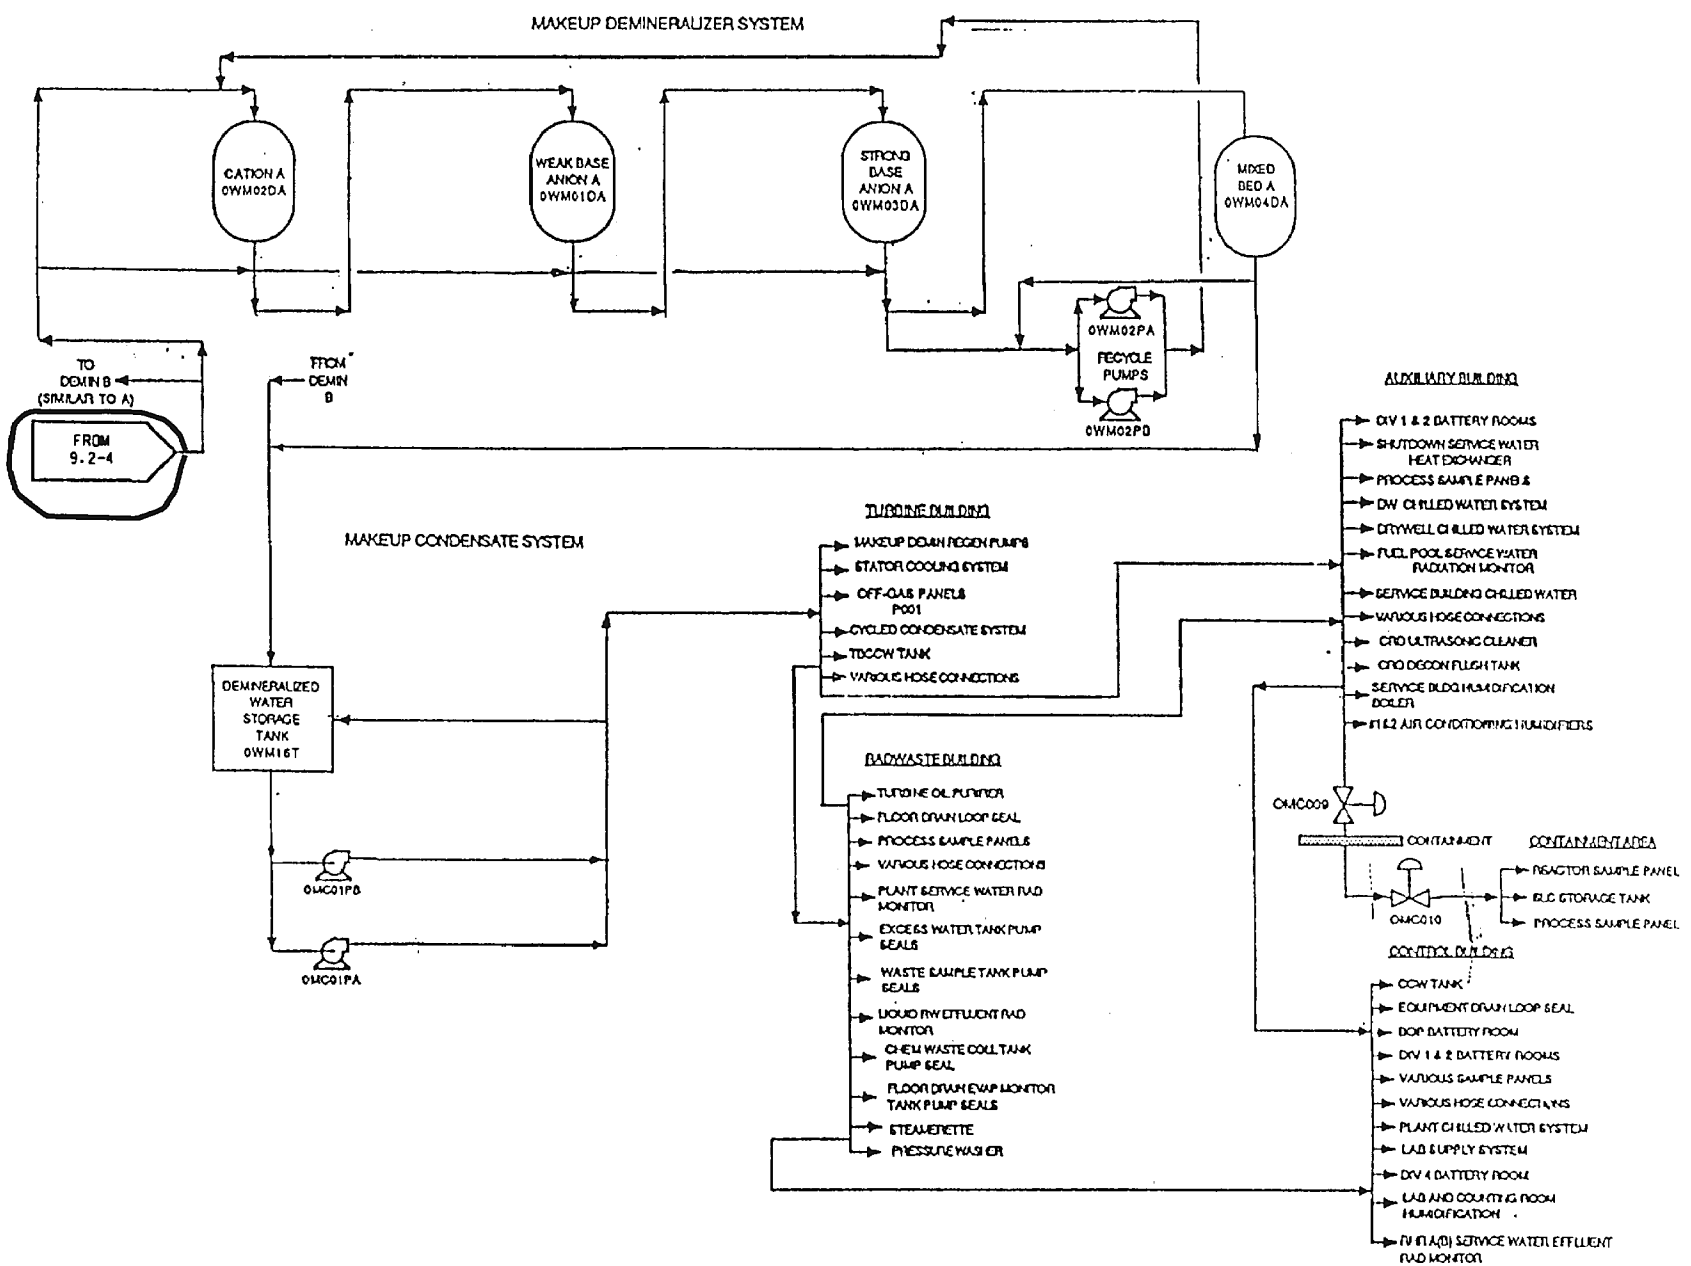 MAKEUP DEMINERALIZER SYSTEM
CATION A
0WM02DA
WEAK BASE
ANION A
0WM01DA
STRONG
BASE
ANION A
0WM03DA
MIXED
BED A
0WM04DA
0WM02PA
RECYCLE
PUMPS
0WM02PB
TO
DEMIN B
(SIMILAR TO A)
FROM
DEMIN
B
FROM
9.2-4
MAKEUP CONDENSATE SYSTEM
DEMINERALIZED
WATER
STORAGE
TANK
0WM16T
0MC01PB
0MC01PA
TURBINE BUILDING
MAKEUP DEMIN REGEN PUMPS
STATOR COOLING SYSTEM
OFF-GAS PANELS
P001
CYCLED CONDENSATE SYSTEM
TBCCW TANK
VARIOUS HOSE CONNECTIONS
RADWASTE BUILDING
TURBINE OIL PURIFIER
FLOOR DRAIN LOOP SEAL
PROCESS SAMPLE PANELS
VARIOUS HOSE CONNECTIONS
PLANT SERVICE WATER RAD
MONITOR
EXCESS WATER TANK PUMP
SEALS
WASTE SAMPLE TANK PUMP
SEALS
LIQUID RW EFFLUENT RAD
MONITOR
CHEM WASTE COLL TANK
PUMP SEAL
FLOOR DRAIN EVAP MONITOR
TANK PUMP SEALS
STEAMERETTE
PRESSURE WASHER
AUXILIARY BUILDING
DIV 1 & 2 BATTERY ROOMS
SHUTDOWN SERVICE WATER
HEAT EXCHANGER
PROCESS SAMPLE PANELS
DW CHILLED WATER SYSTEM
DRYWELL CHILLED WATER SYSTEM
FUEL POOL SERVICE WATER
RADIATION MONITOR
SERVICE BUILDING CHILLED WATER
VARIOUS HOSE CONNECTIONS
CRD ULTRASONIC CLEANER
CRD DECON FLUSH TANK
SERVICE BLDG HUMIDIFICATION
BOILER
#1&2 AIR CONDITIONING HUMIDIFIERS
0MC009
CONTAINMENT
0MC010
CONTAINMENT AREA
REACTOR SAMPLE PANEL
SLC STORAGE TANK
PROCESS SAMPLE PANEL
CONTROL BUILDING
CCW TANK
EQUIPMENT DRAIN LOOP SEAL
BOP BATTERY ROOM
DIV 1 & 2 BATTERY ROOMS
VARIOUS SAMPLE PANELS
VARIOUS HOSE CONNECTIONS
PLANT CHILLED WATER SYSTEM
LAB SUPPLY SYSTEM
DIV 4 BATTERY ROOM
LAB AND COUNTING ROOM
HUMIDIFICATION
RHR A(B) SERVICE WATER EFFLUENT
RAD MONITOR